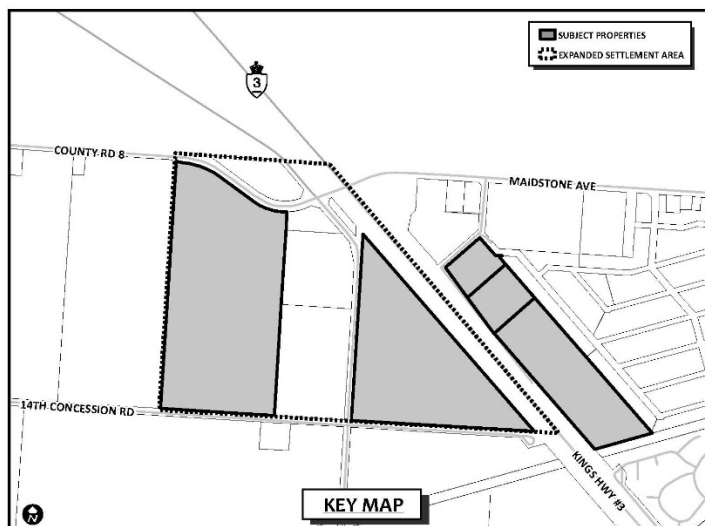 SUBJECT PROPERTIES
EXPANDED SETTLEMENT AREA
3
COUNTY RD 8
MAIDSTONE AVE
14TH CONCESSION RD
KINGS HWY #3
KEY MAP
N